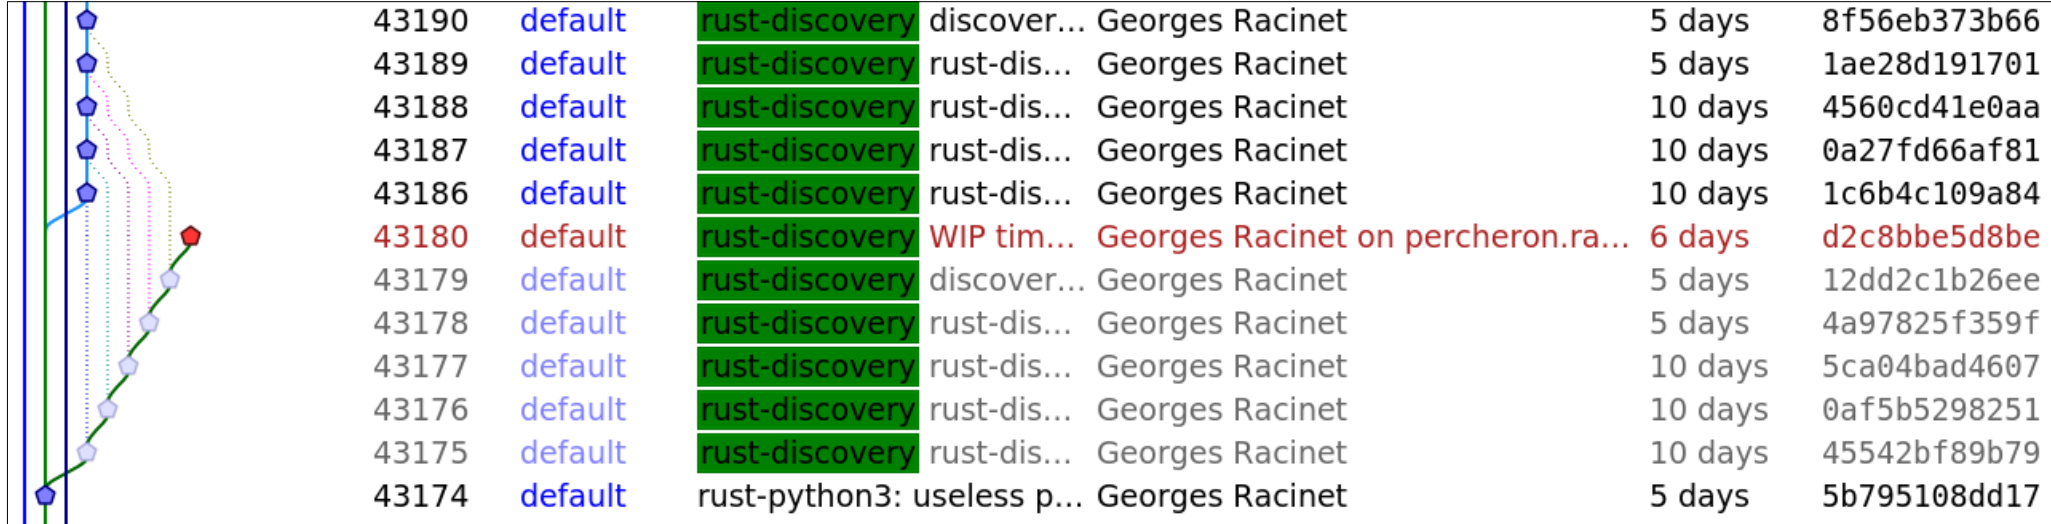 43190 default rust-discovery discover... Georges Racinet 5 days 8f56eb373b66
43189 default rust-discovery rust-dis... Georges Racinet 5 days 1ae28d191701
43188 default rust-discovery rust-dis... Georges Racinet 10 days 4560cd41e0aa
43187 default rust-discovery rust-dis... Georges Racinet 10 days 0a27fd66af81
43186 default rust-discovery rust-dis... Georges Racinet 10 days 1c6b4c109a84
43180 default rust-discovery WIP tim... Georges Racinet on percheron.ra... 6 days d2c8bbe5d8be
43179 default rust-discovery discover... Georges Racinet 5 days 12dd2c1b26ee
43178 default rust-discovery rust-dis... Georges Racinet 5 days 4a97825f359f
43177 default rust-discovery rust-dis... Georges Racinet 10 days 5ca04bad4607
43176 default rust-discovery rust-dis... Georges Racinet 10 days 0af5b5298251
43175 default rust-discovery rust-dis... Georges Racinet 10 days 45542bf89b79
43174 default rust-python3: useless p... Georges Racinet 5 days 5b795108dd17